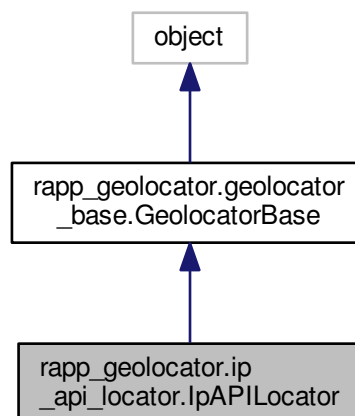 object
rapp_geolocator.geolocator
_base.GeolocatorBase
rapp_geolocator.ip
_api_locator.IpAPILocator